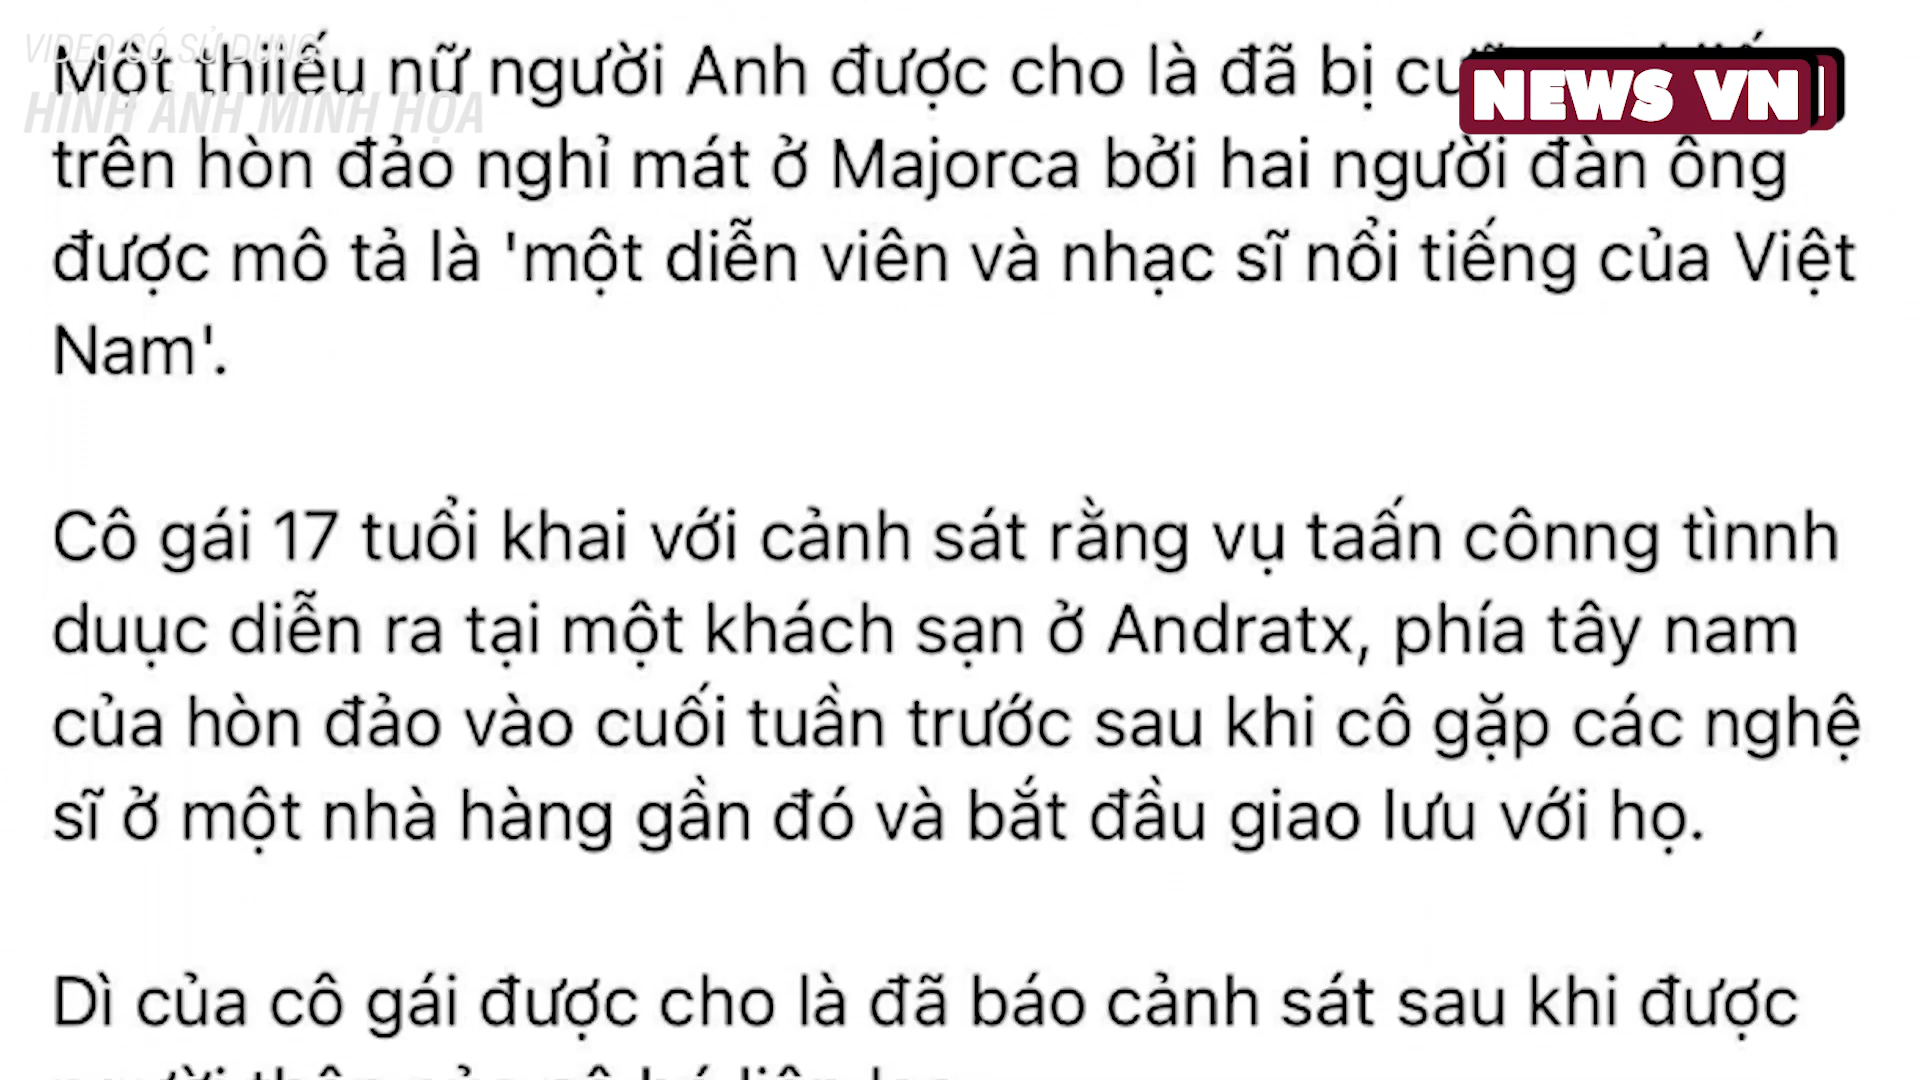 VIDEO CÓ SỬ DỤNG
HÌNH ẢNH MINH HỌA
NEWS VN
Một thiiếu nữ người Anh được cho là đã bị
trên hòn đảo nghỉ mát ở Majorca bởi hai người đàn ông
được mô tả là 'một diễn viên và nhạc sĩ nổi tiếng của Việt
Nam'.
Cô gái 17 tuổi khai với cảnh sát rằng vụ taấn cônng tìnnh
duục diễn ra tại một khách sạn ở Andratx, phía tây nam
của hòn đảo vào cuối tuần trước sau khi cô gặp các nghệ
sĩ ở một nhà hàng gần đó và bắt đầu giao lưu với họ.
Dì của cô gái được cho là đã báo cảnh sát sau khi được